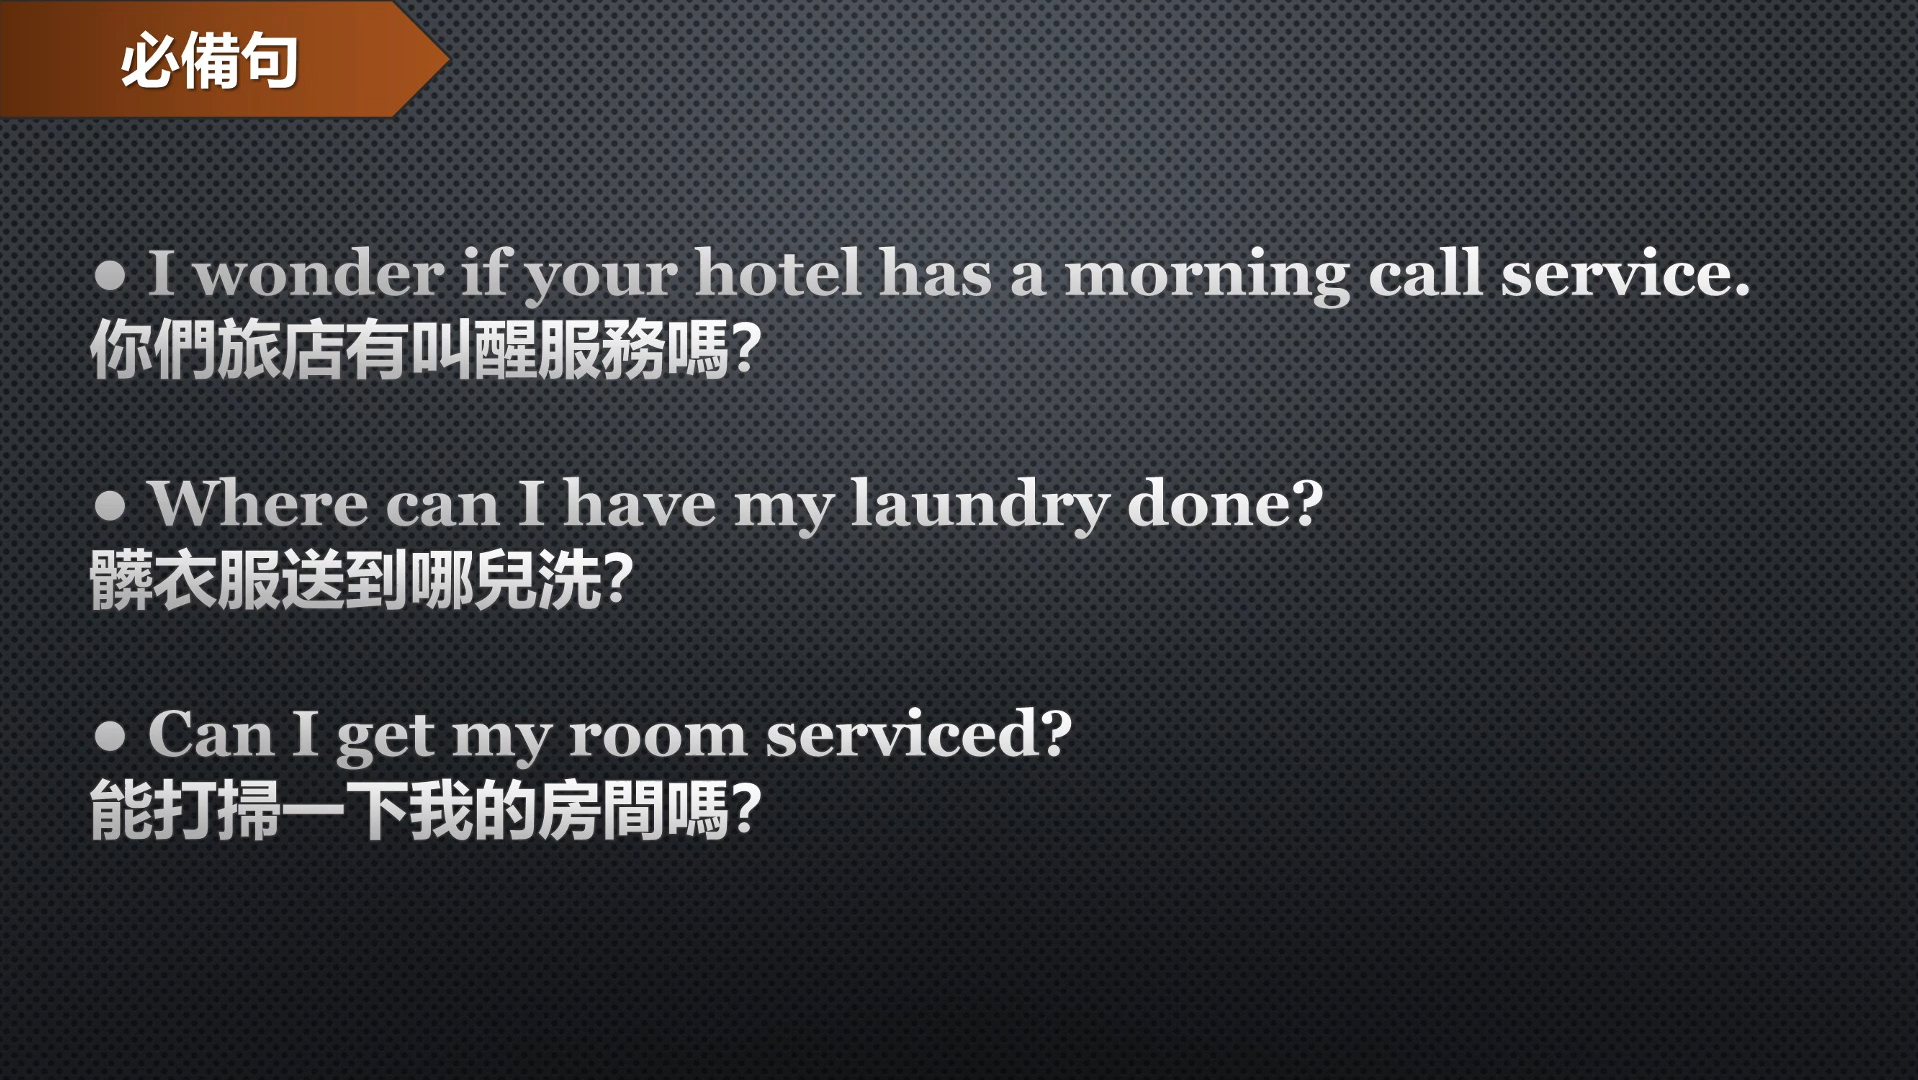 必備句
● I wonder if your hotel has a morning call service.
你們旅店有叫醒服務嗎？
● Where can I have my laundry done?
髒衣服送到哪兒洗？
● Can I get my room serviced?
能打掃一下我的房間嗎？